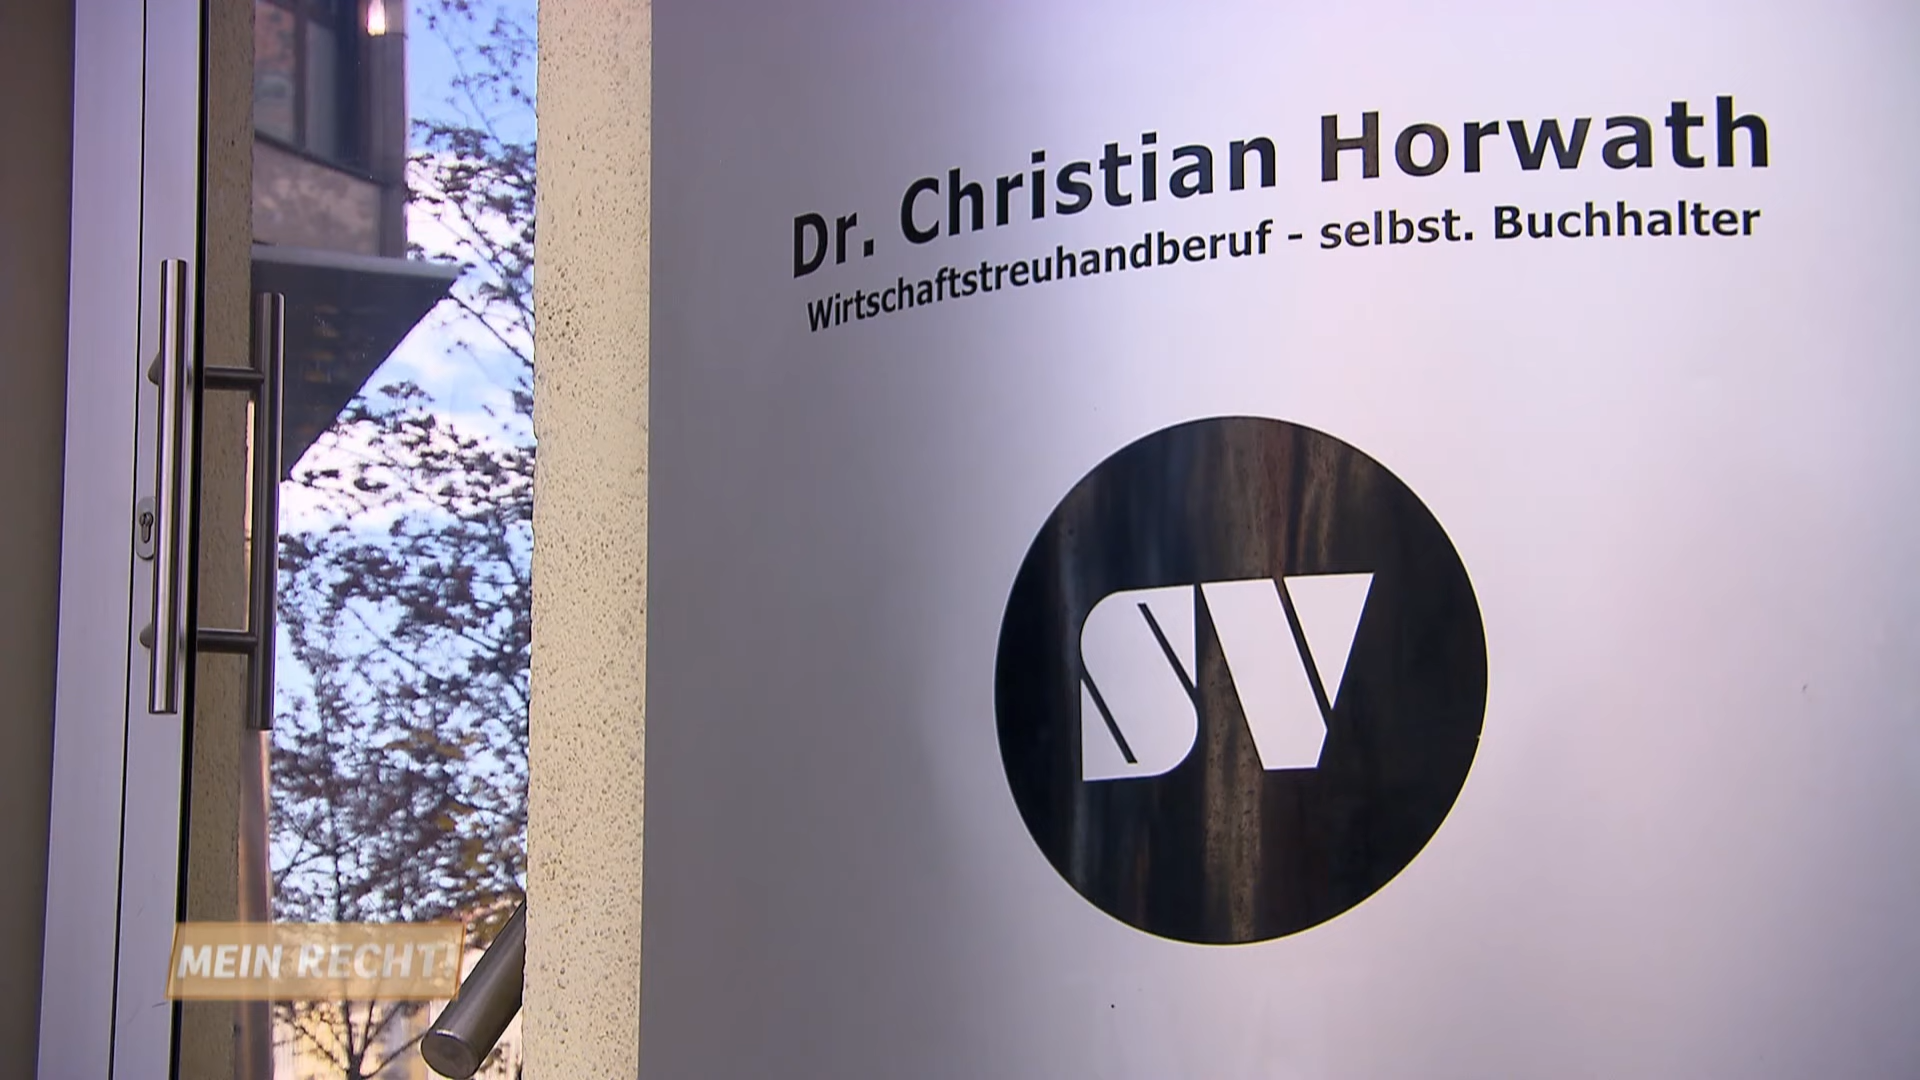 Dr. Christian Horwath
Wirtschaftstreuhandberuf - selbst. Buchhalter
SV
MEIN RECHT!